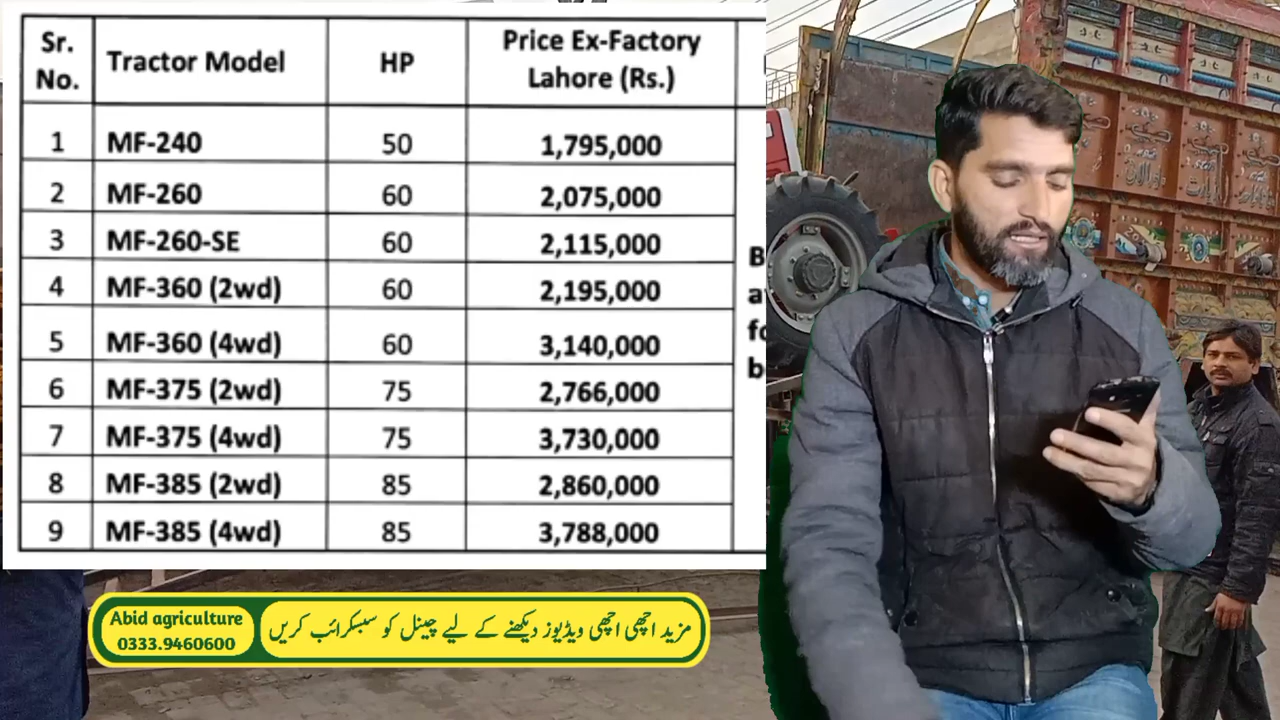 Sr. No. Tractor Model HP Price Ex-Factory Lahore (Rs.)
1 MF-240 50 1,795,000
2 MF-260 60 2,075,000
3 MF-260-SE 60 2,115,000
4 MF-360 (2wd) 60 2,195,000
5 MF-360 (4wd) 60 3,140,000
6 MF-375 (2wd) 75 2,766,000
7 MF-375 (4wd) 75 3,730,000
8 MF-385 (2wd) 85 2,860,000
9 MF-385 (4wd) 85 3,788,000
Abid agriculture
0333.9460600
مزید اچھی اچھی ویڈیوز دیکھنے کے لیے چینل کو سبسکرائب کریں